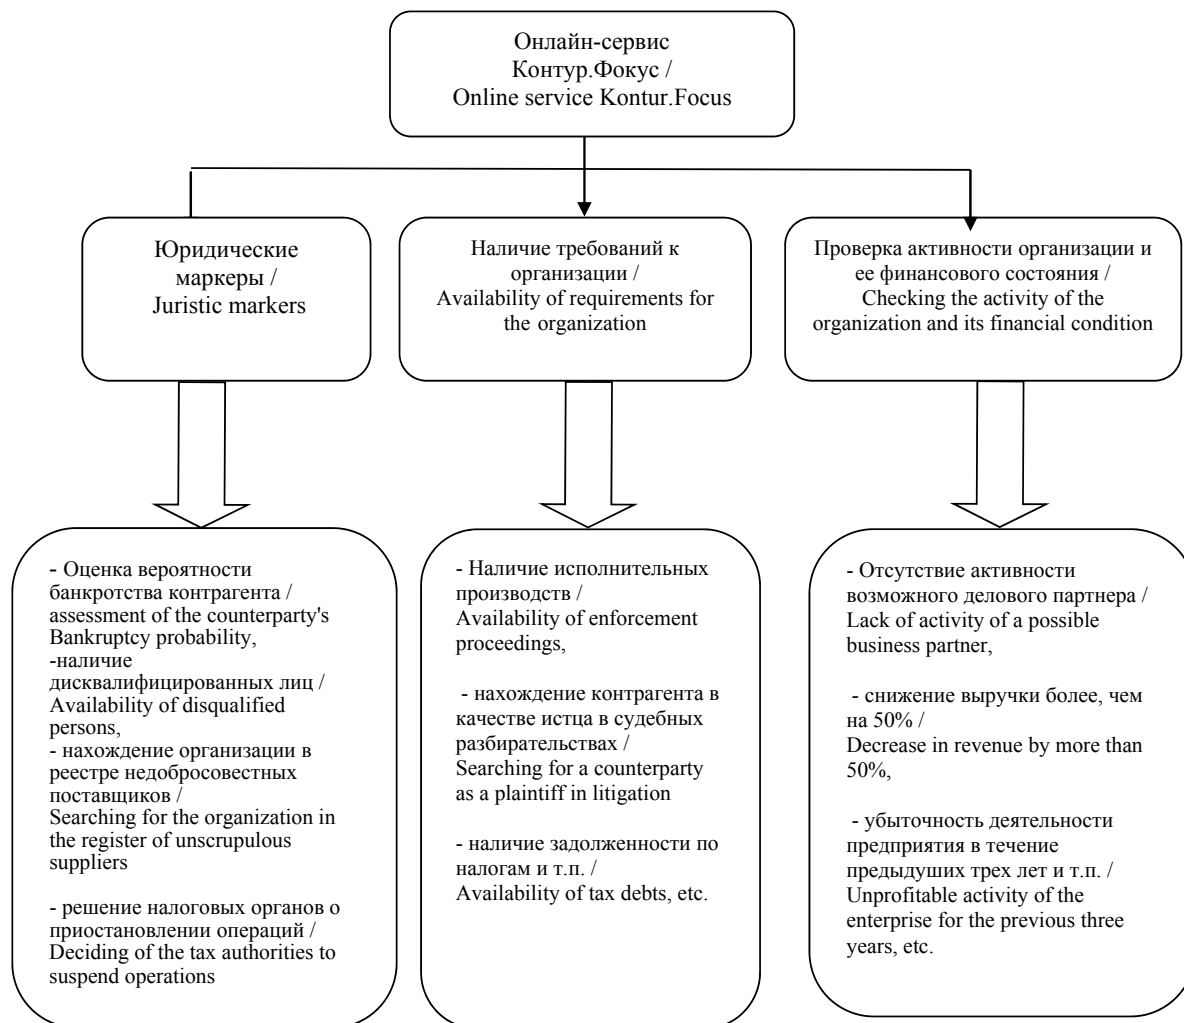 Онлайн-сервис
Контур.Фокус /
Online service Kontur.Focus
Юридические
маркеры /
Juristic markers
Наличие требований к
организации /
Availability of requirements for
the organization
Проверка активности организации и
ее финансового состояния /
Checking the activity of the
organization and its financial condition
- Оценка вероятности
банкротства контрагента /
assessment of the counterparty's
Bankruptcy probability,
-наличие
дисквалифицированных лиц /
Availability of disqualified
persons,
- нахождение организации в
реестре недобросовестных
поставщиков /
Searching for the organization in
the register of unscrupulous
suppliers
- решение налоговых органов о
приостановлении операций /
Deciding of the tax authorities to
suspend operations
- Наличие исполнительных
производств /
Availability of enforcement
proceedings,
- нахождение контрагента в
качестве истца в судебных
разбирательствах /
Searching for a counterparty
as a plaintiff in litigation
- наличие задолженности по
налогам и т.п. /
Availability of tax debts, etc.
- Отсутствие активности
возможного делового партнера /
Lack of activity of a possible
business partner,
- снижение выручки более, чем
на 50% /
Decrease in revenue by more than
50%,
- убыточность деятельности
предприятия в течение
предыдущих трех лет и т.п. /
Unprofitable activity of the
enterprise for the previous three
years, etc.